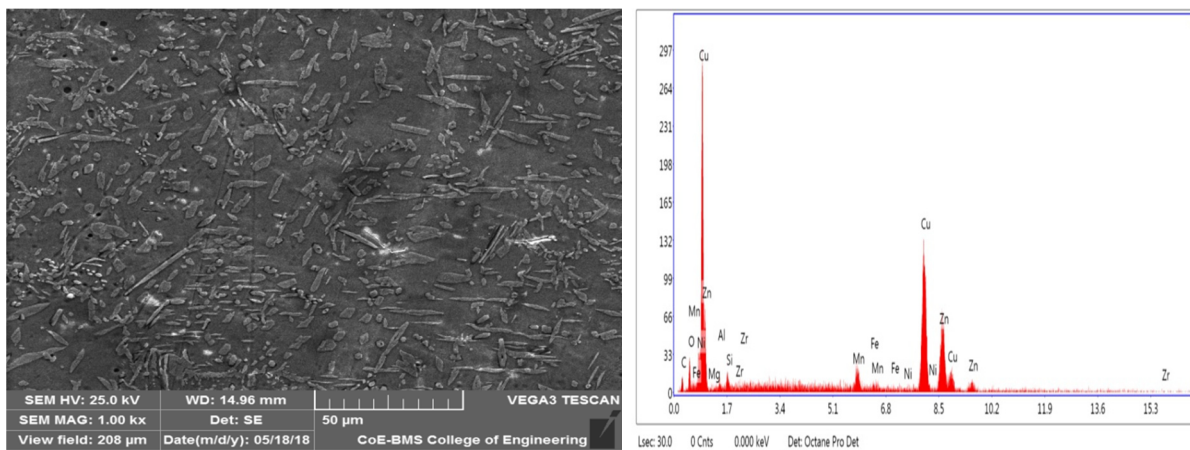 SEM HV: 25.0 kV WD: 14.96 mm VEGA3 TESCAN
SEM MAG: 1.00 kx Det: SE 50 µm
View field: 208 µm Date(m/d/y): 05/18/18 CoE-BMS College of Engineering
297
264
231
198
165
132
99
66
33
0
Cu
Zn
Mn
O
Ni
Al
Zr
C
Fe
Mg
Si
Zr
Mn
Fe
Mn
Fe
Ni
Cu
Ni
Zn
Cu
Zn
Zr
0.0 1.7 3.4 5.1 6.8 8.5 10.2 11.9 13.6 15.3
Lsec: 30.0 0 Cnts 0.000 keV Det: Octane Pro Det